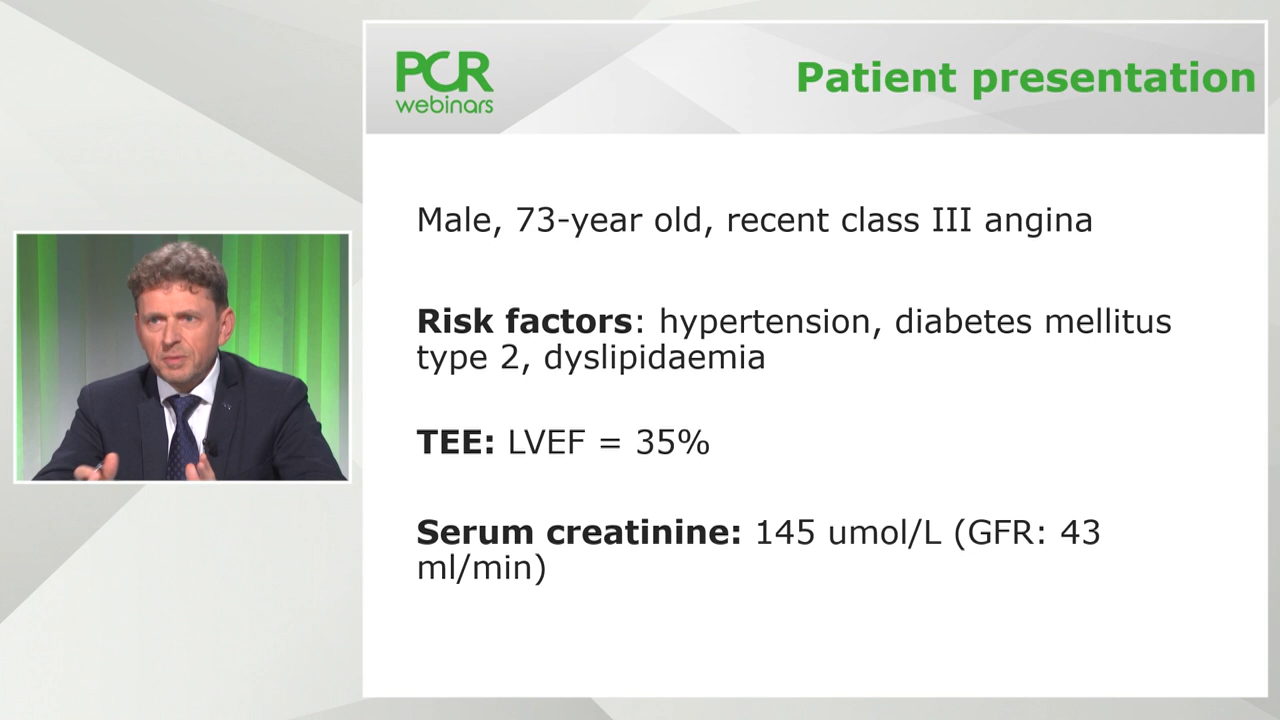 PCR
webinars
Patient presentation
Male, 73-year old, recent class III angina
Risk factors: hypertension, diabetes mellitus
type 2, dyslipidaemia
TEE: LVEF = 35%
Serum creatinine: 145 umol/L (GFR: 43
ml/min)